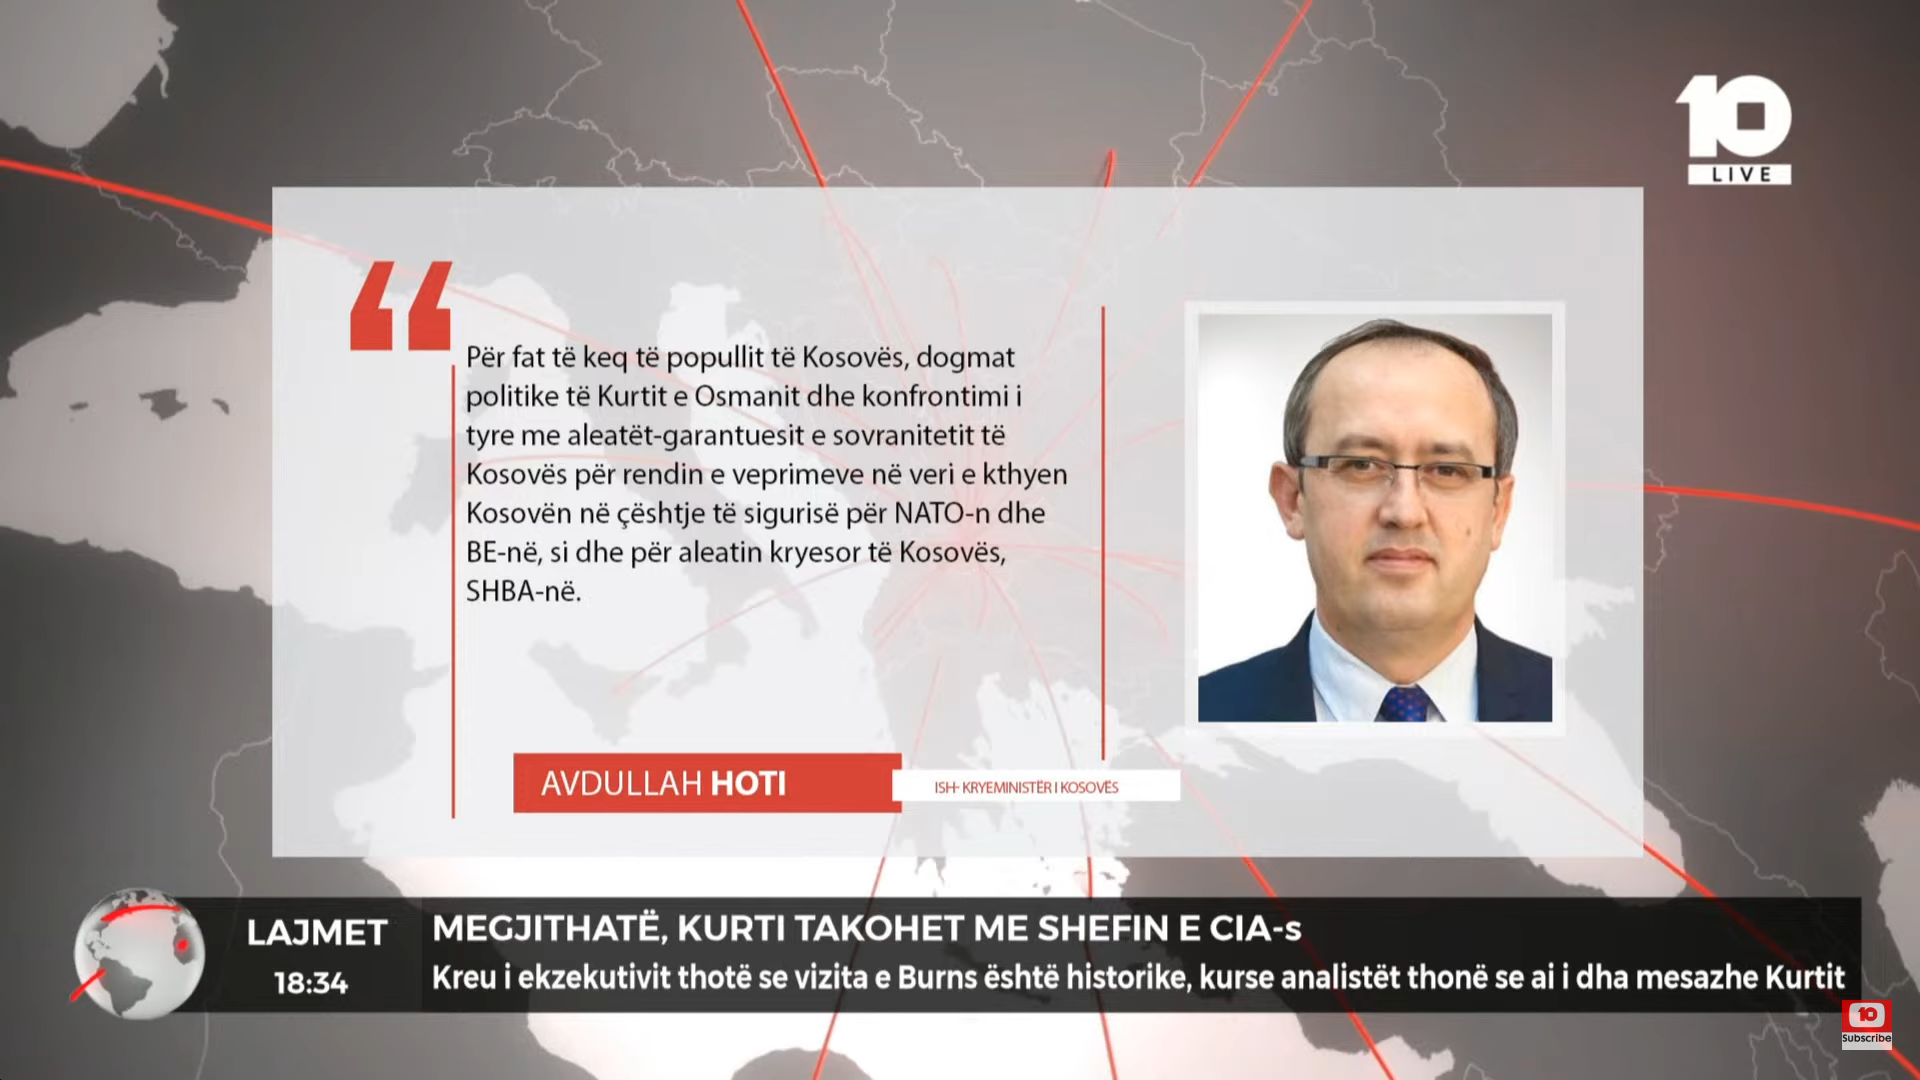 10
LIVE
“
Për fat të keq të popullit të Kosovës, dogmat
politike të Kurtit e Osmanit dhe konfrontimi i
tyre me aleatët-garantuesit e sovranitetit të
Kosovës për rendin e veprimeve në veri e kthyen
Kosovën në çështje të sigurisë për NATO-n dhe
BE-në, si dhe për aleatin kryesor të Kosovës,
SHBA-në.
AVDULLAH HOTI
ISH- KRYEMINISTËR I KOSOVËS
LAJMET
18:34
MEGJITHATË, KURTI TAKOHET ME SHEFIN E CIA-s
Kreu i ekzekutivit thotë se vizita e Burns është historike, kurse analistët thonë se ai i dha mesazhe Kurtit
10
Subscribe